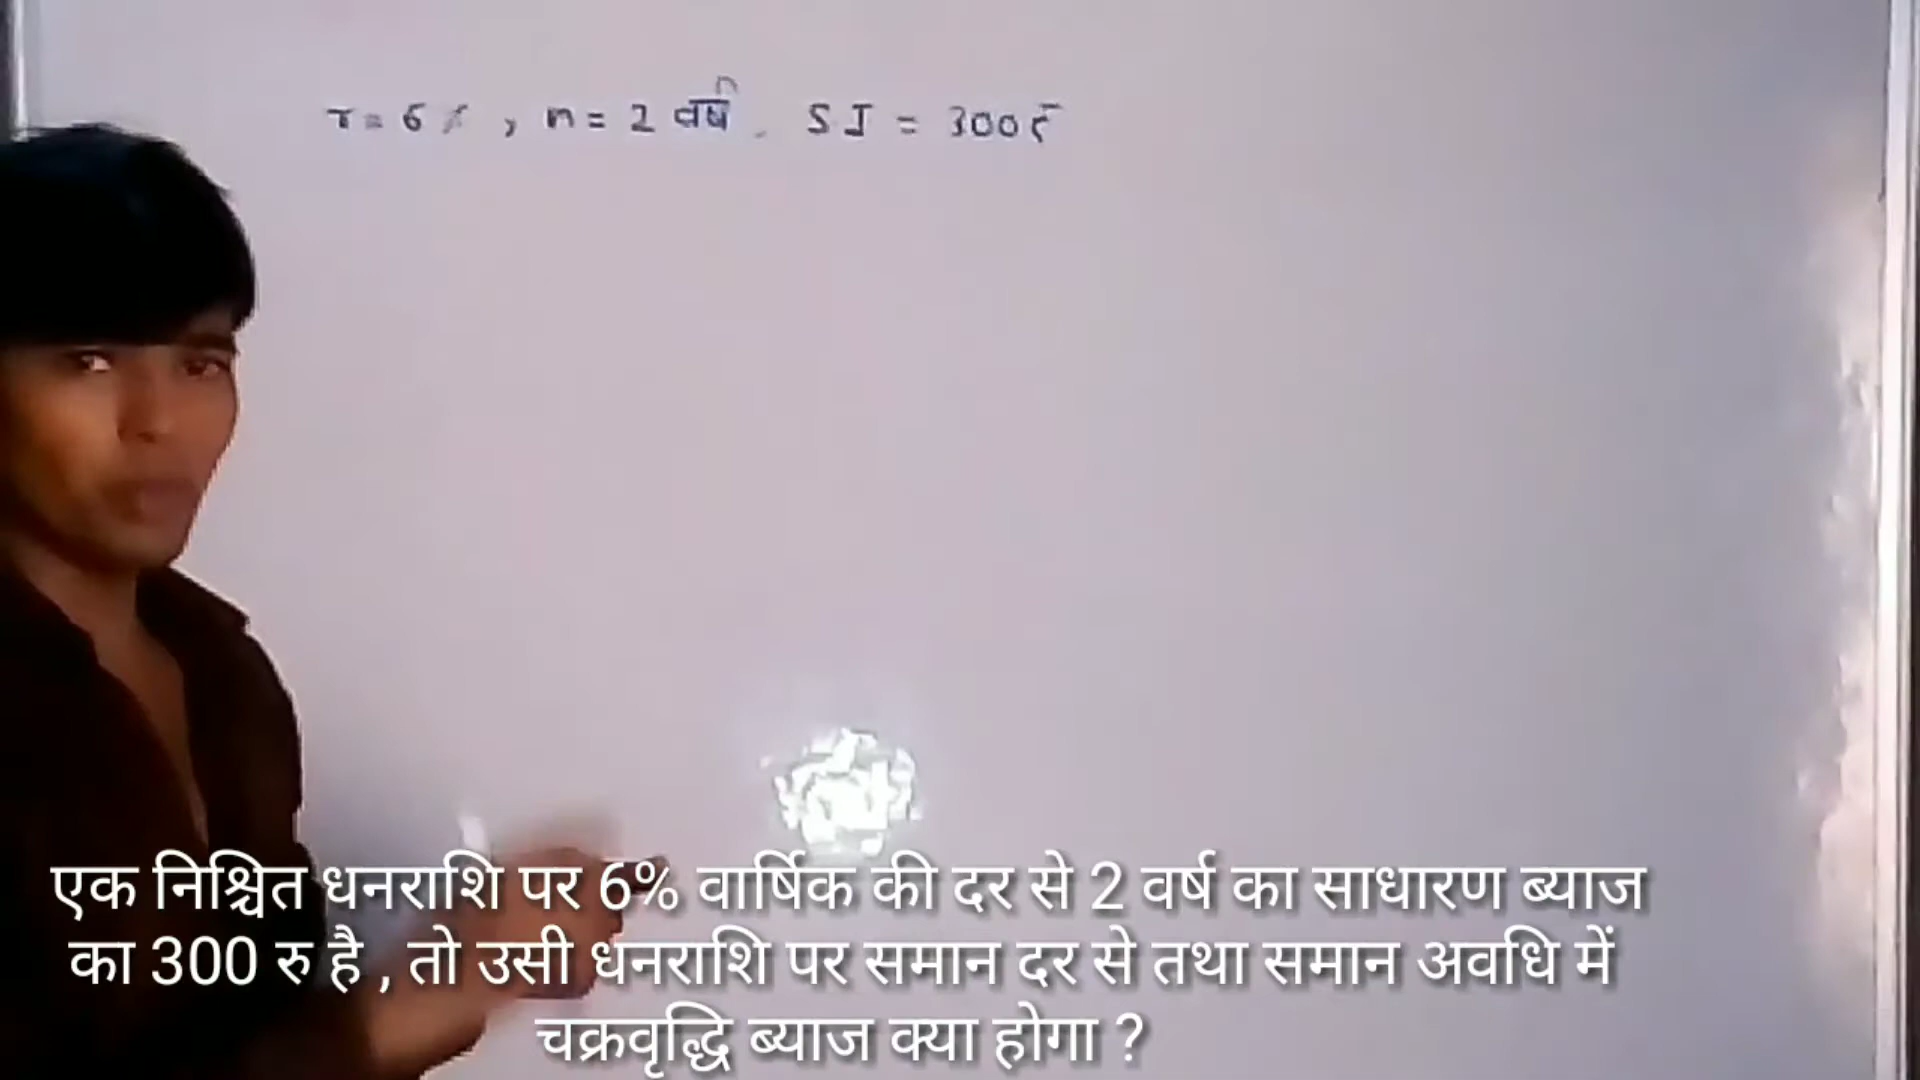 r = 6 % , n = 2 वर्ष . SI = 300 रु
एक निश्चित धनराशि पर 6% वार्षिक की दर से 2 वर्ष का साधारण ब्याज
का 300 रु है , तो उसी धनराशि पर समान दर से तथा समान अवधि में
चक्रवृद्धि ब्याज क्या होगा ?